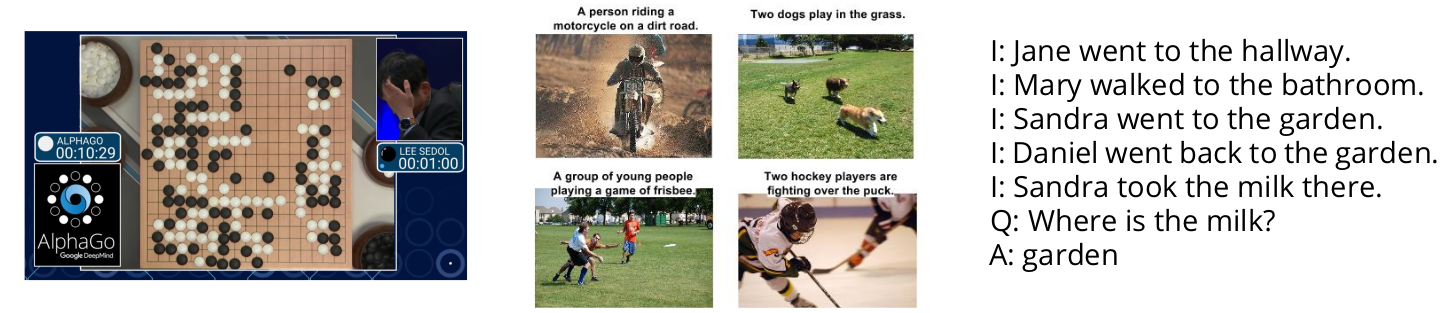 ALPHAGO
00:10:29
LEE SEDOL
00:01:00
AlphaGo
Google DeepMind
A person riding a
motorcycle on a dirt road.
Two dogs play in the grass.
A group of young people
playing a game of frisbee.
Two hockey players are
fighting over the puck.
I: Jane went to the hallway.
I: Mary walked to the bathroom.
I: Sandra went to the garden.
I: Daniel went back to the garden.
I: Sandra took the milk there.
Q: Where is the milk?
A: garden